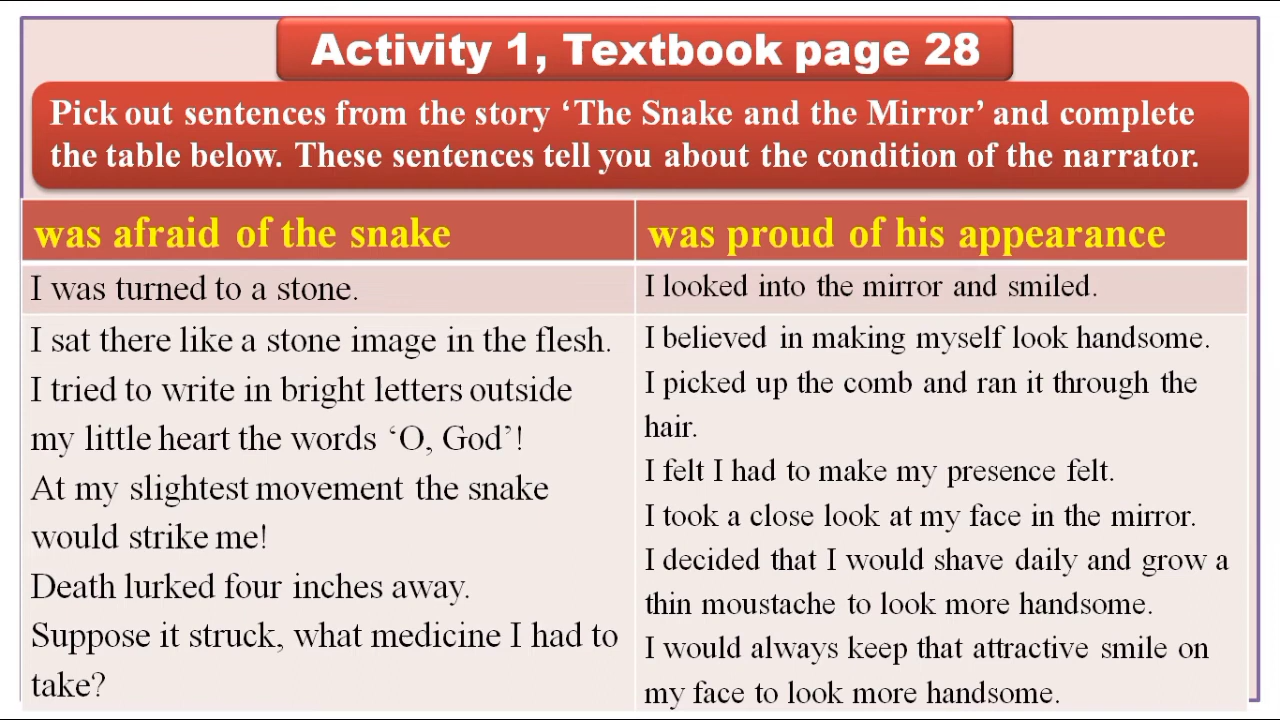 Activity 1, Textbook page 28
Pick out sentences from the story ‘The Snake and the Mirror’ and complete
the table below. These sentences tell you about the condition of the narrator.
was afraid of the snake
was proud of his appearance
I was turned to a stone.
I looked into the mirror and smiled.
I sat there like a stone image in the flesh.
I tried to write in bright letters outside
my little heart the words ‘O, God’!
At my slightest movement the snake
would strike me!
Death lurked four inches away.
Suppose it struck, what medicine I had to
take?
I believed in making myself look handsome.
I picked up the comb and ran it through the
hair.
I felt I had to make my presence felt.
I took a close look at my face in the mirror.
I decided that I would shave daily and grow a
thin moustache to look more handsome.
I would always keep that attractive smile on
my face to look more handsome.